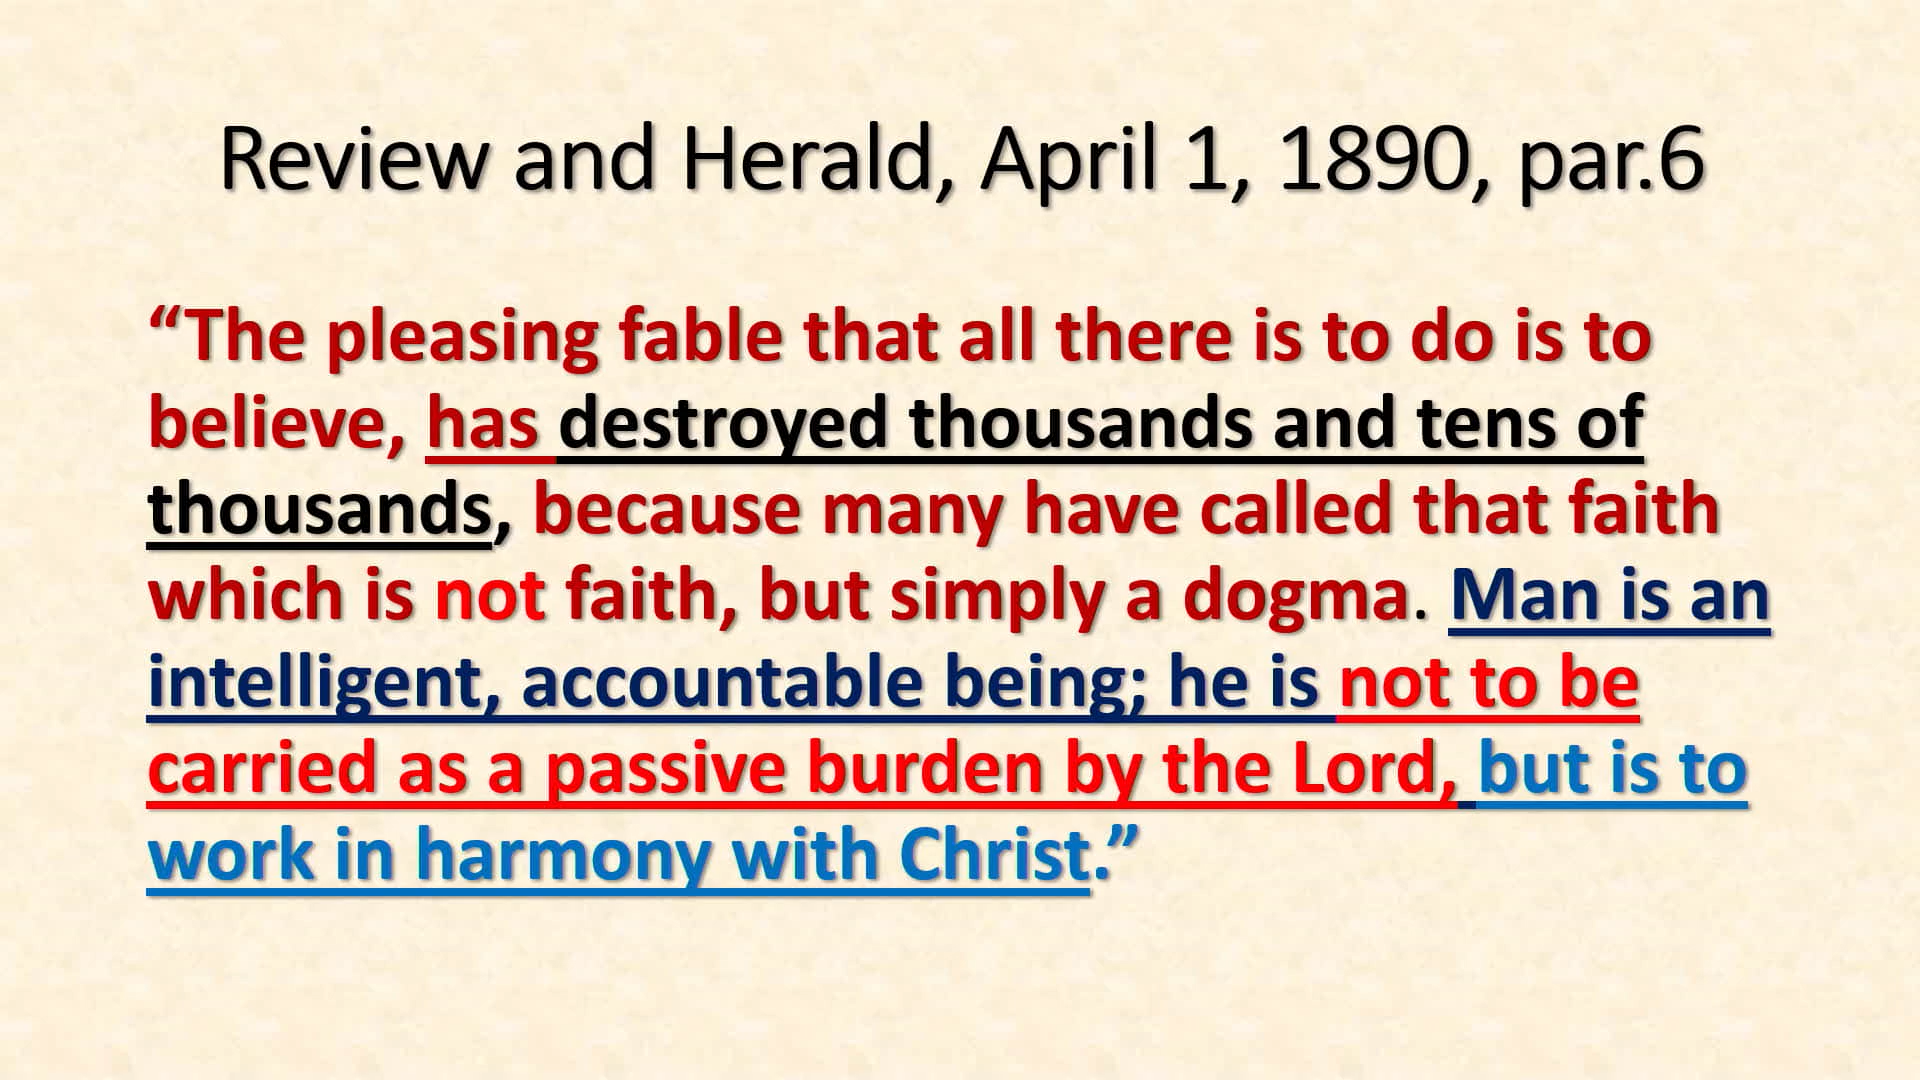 Review and Herald, April 1, 1890, par.6
“The pleasing fable that all there is to do is to
believe, has destroyed thousands and tens of
thousands, because many have called that faith
which is not faith, but simply a dogma. Man is an
intelligent, accountable being; he is not to be
carried as a passive burden by the Lord, but is to
work in harmony with Christ.”